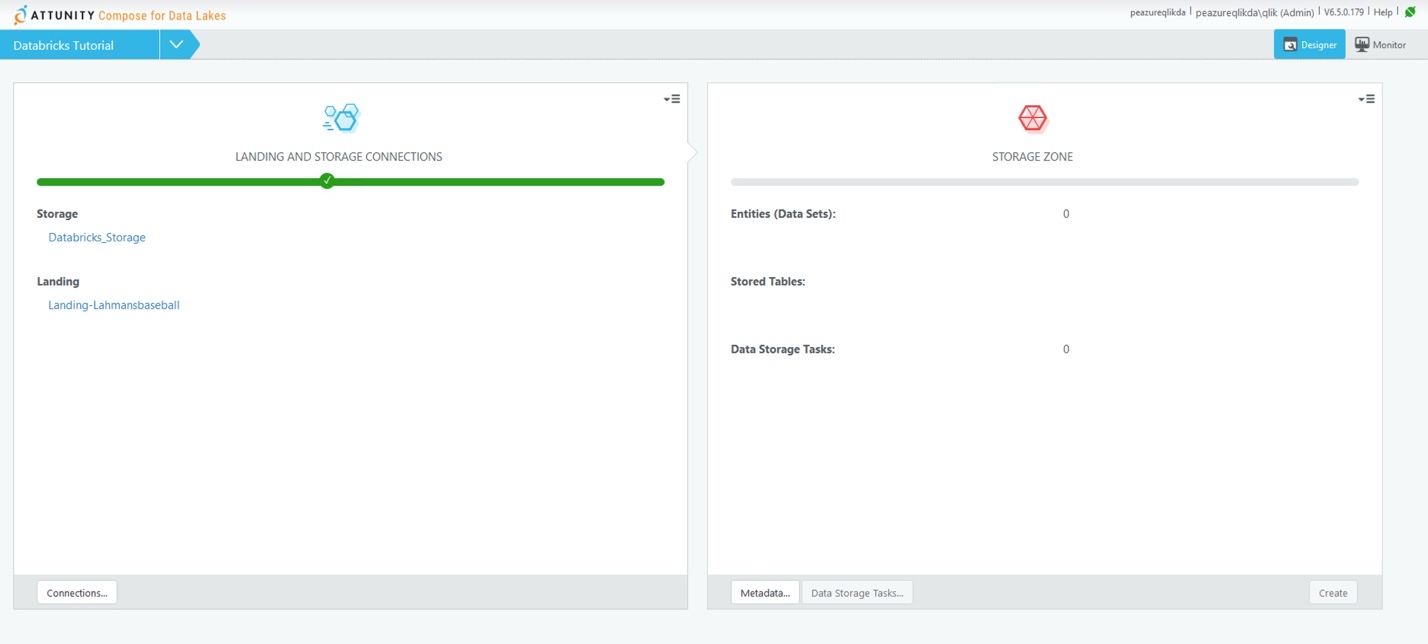 ATTUNITY Compose for Data Lakes
peazureqlikda | peazureqlikda\qlik (Admin) | V6.5.0.179 | Help |
Databricks Tutorial
Designer
Monitor
LANDING AND STORAGE CONNECTIONS
Storage
Databricks_Storage
Landing
Landing-Lahmansbaseball
Connections...
STORAGE ZONE
Entities (Data Sets): 0
Stored Tables:
Data Storage Tasks: 0
Metadata...
Data Storage Tasks...
Create